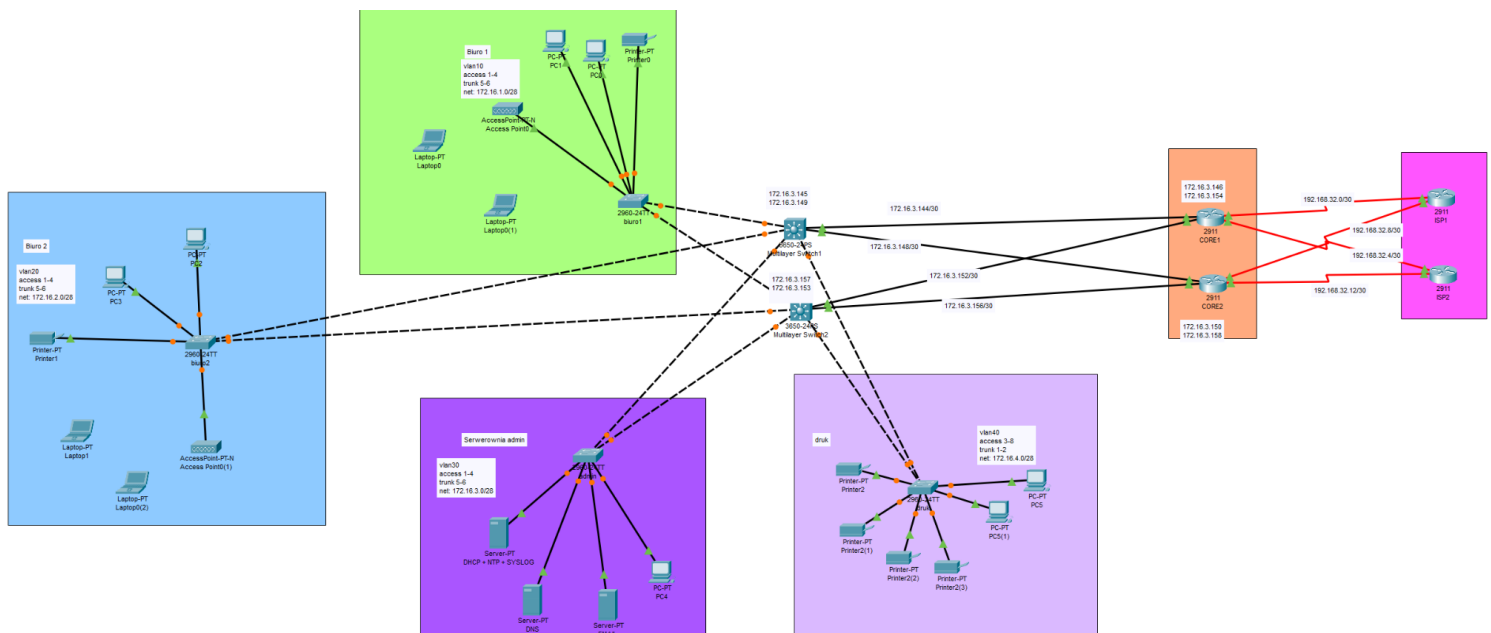 Biuro 1
vlan10
access 1-4
trunk 5-6
net: 172.16.1.0/28
PC-PT
PC1
PC-PT
Printer-PT
Printer0
AccessPoint-PT-N
Access Point0
Laptop-PT
Laptop0
Laptop-PT
Laptop0(1)
2960-24TT
biuro1
Biuro 2
vlan20
access 1-4
trunk 5-6
net: 172.16.2.0/28
PC-PT
PC2
PC-PT
PC3
Printer-PT
Printer1
2960-24TT
biuro2
Laptop-PT
Laptop1
AccessPoint-PT-N
Access Point0(1)
Laptop-PT
Laptop0(2)
172.16.3.145
172.16.3.149
3650-24PS
Multilayer Switch1
172.16.3.157
172.16.3.153
3650-24PS
Multilayer Switch2
172.16.3.144/30
172.16.3.148/30
172.16.3.152/30
172.16.3.156/30
172.16.3.146
172.16.3.154
2911
CORE1
2911
CORE2
172.16.3.150
172.16.3.158
192.168.32.0/30
192.168.32.8/30
192.168.32.4/30
192.168.32.12/30
2911
ISP1
2911
ISP2
Serwerownia admin
vlan30
access 1-4
trunk 5-6
net: 172.16.3.0/28
2960-24TT
admin
Server-PT
DHCP + NTP + SYSLOG
Server-PT
DNS
Server-PT
PC-PT
PC4
druk
vlan40
access 3-8
trunk 1-2
net: 172.16.4.0/28
Printer-PT
Printer2
2960-24TT
druk
PC-PT
PC5
PC-PT
PC5(1)
Printer-PT
Printer2(1)
Printer-PT
Printer2(2)
Printer-PT
Printer2(3)